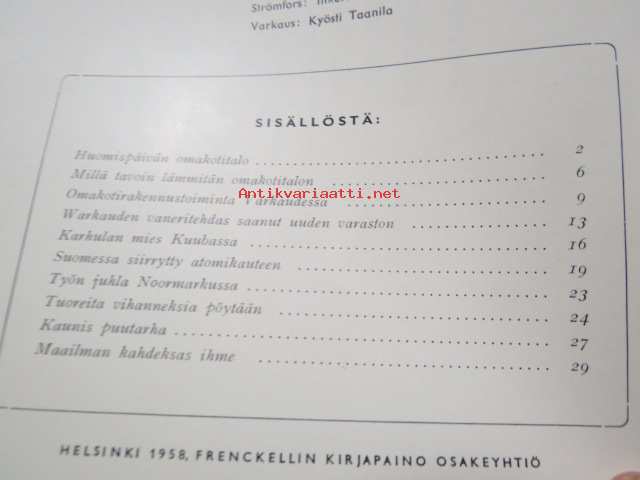 Strömfors:
Varkaus: Kyösti Taanila
SISÄLLÖSTÄ:
Huomispäivän omakotitalo 2
Millä tavoin lämmitän omakotitalon 6
Antikvariaatti.net
Omakotirakennustoiminta Varkaudessa 9
Warkauden vaneritehdas saanut uuden varaston 13
Karhulan mies Kuubassa 16
Suomessa siirrytty atomikauteen 19
Työn juhla Noormarkussa 23
Tuoreita vihanneksia pöytään 24
Kaunis puutarha 27
Maailman kahdeksas ihme 29
HELSINKI 1958, FRENCKELLIN KIRJAPAINO OSAKEYHTIÖ